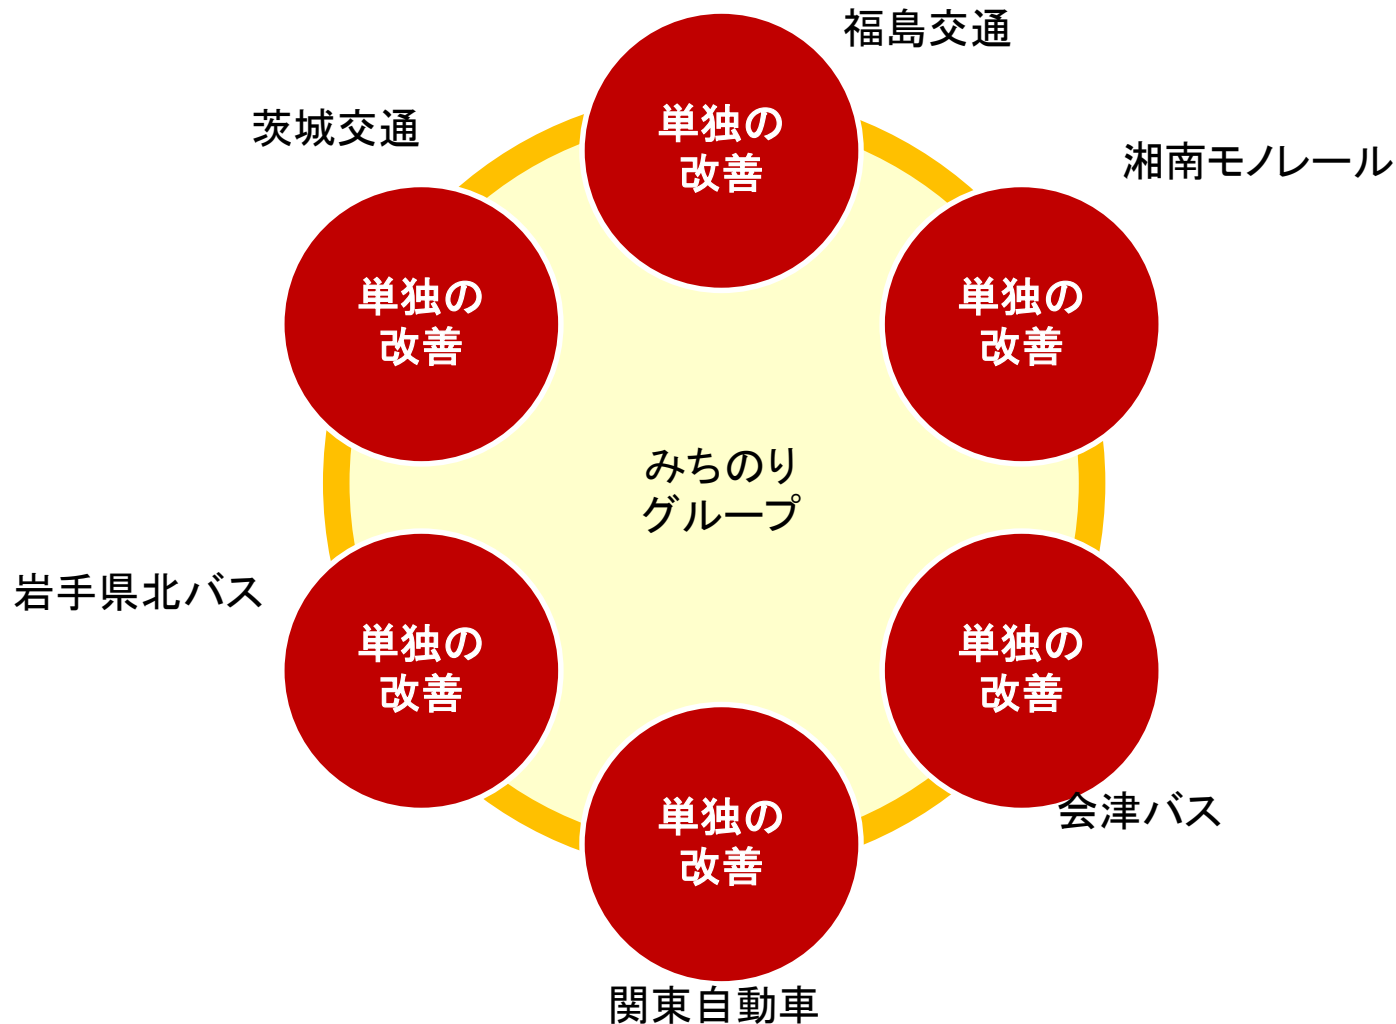 福島交通
単独の
改善
茨城交通
単独の
改善
湘南モノレール
単独の
改善
みちのり
グループ
岩手県北バス
単独の
改善
単独の
改善
会津バス
単独の
改善
関東自動車